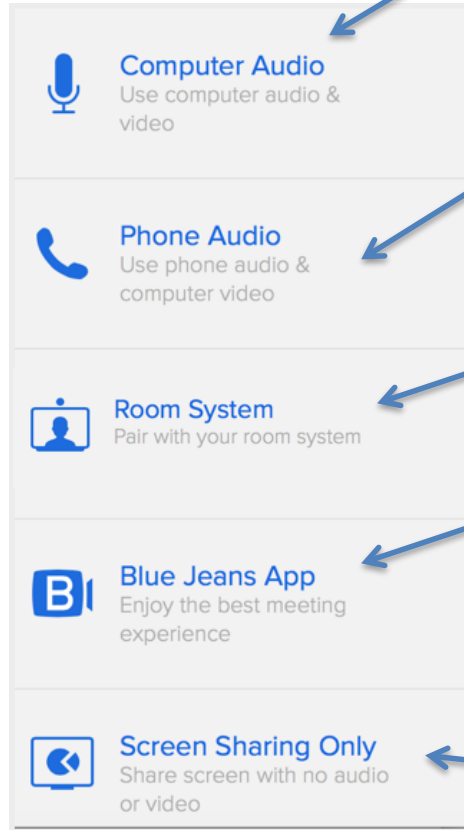 Computer Audio
Use computer audio &
video
Phone Audio
Use phone audio &
computer video
Room System
Pair with your room system
B
Blue Jeans App
Enjoy the best meeting
experience
Screen Sharing Only
Share screen with no audio
or video